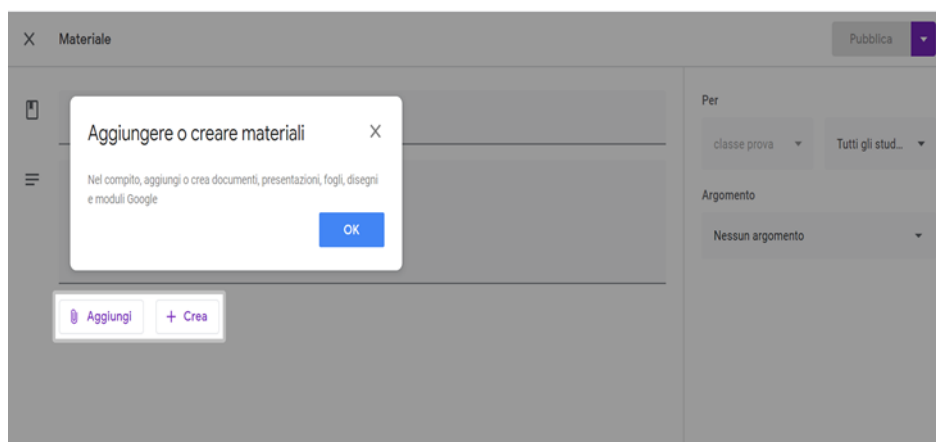 Materiale
Pubblica
Aggiungere o creare materiali
Nel compito, aggiungi o crea documenti, presentazioni, fogli, disegni
e moduli Google
OK
Aggiungi
+ Crea
Per
classe prova
Tutti gli stud...
Argomento
Nessun argomento